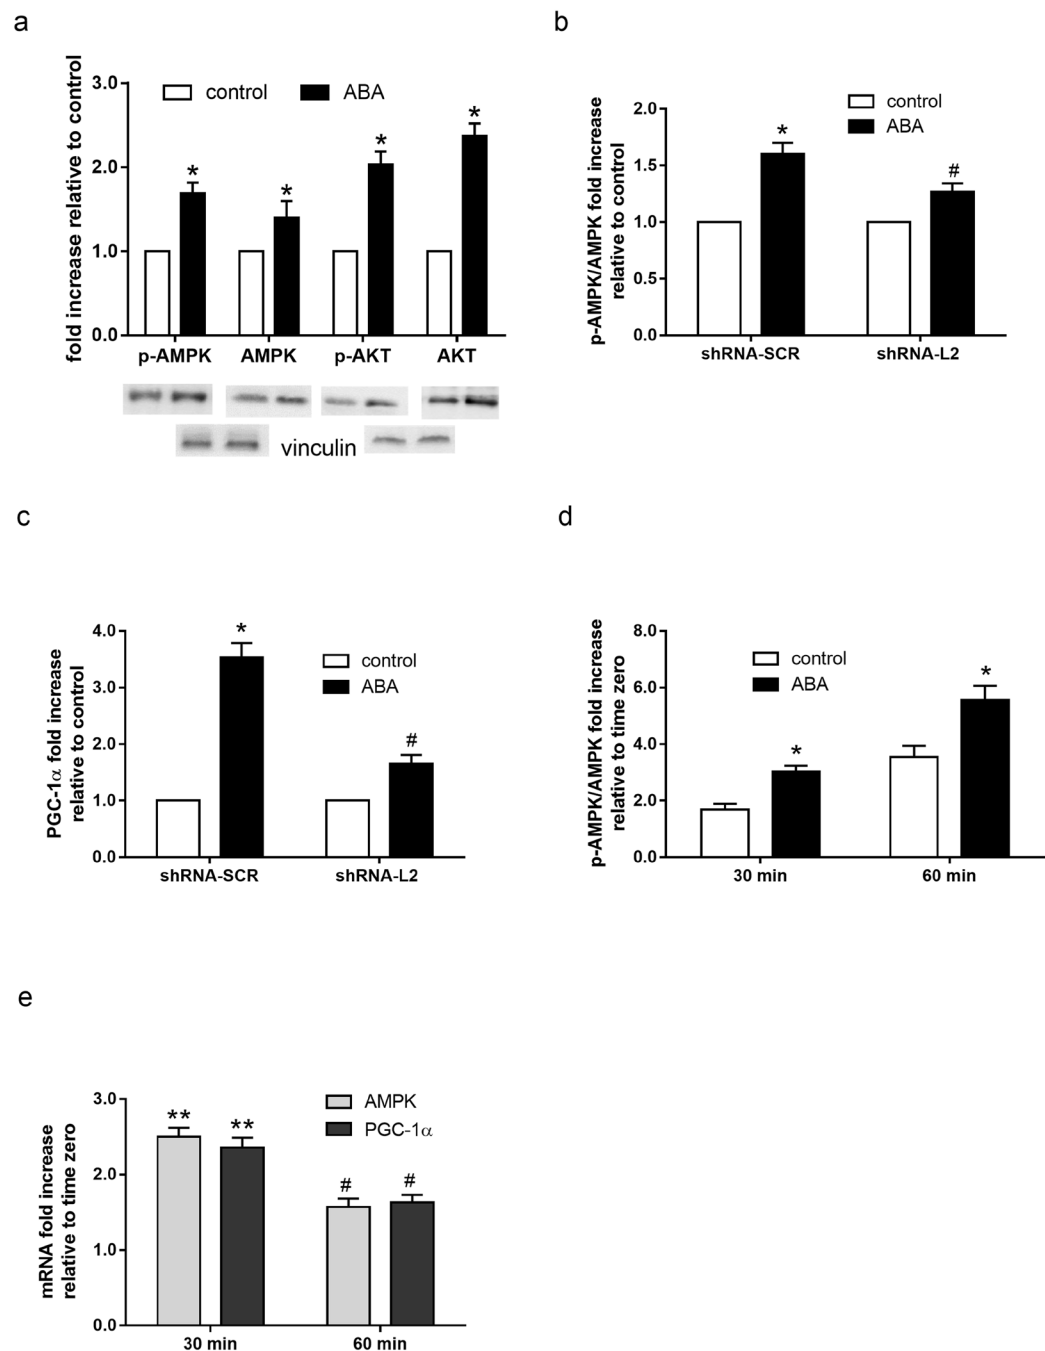 a
fold increase relative to control
3.0
2.0
1.0
0.0
control
ABA
*
*
*
*
p-AMPK
AMPK
p-AKT
AKT
vinculin
b
p-AMPK/AMPK fold increase
relative to control
2.0
1.5
1.0
0.5
0.0
control
ABA
*
#
shRNA-SCR
shRNA-L2
c
PGC-1α fold increase
relative to control
4.0
3.0
2.0
1.0
0.0
control
ABA
*
#
shRNA-SCR
shRNA-L2
d
p-AMPK/AMPK fold increase
relative to time zero
8.0
6.0
4.0
2.0
0.0
control
ABA
*
*
30 min
60 min
e
mRNA fold increase
relative to time zero
3.0
2.0
1.0
0.0
AMPK
PGC-1α
**
**
#
#
30 min
60 min